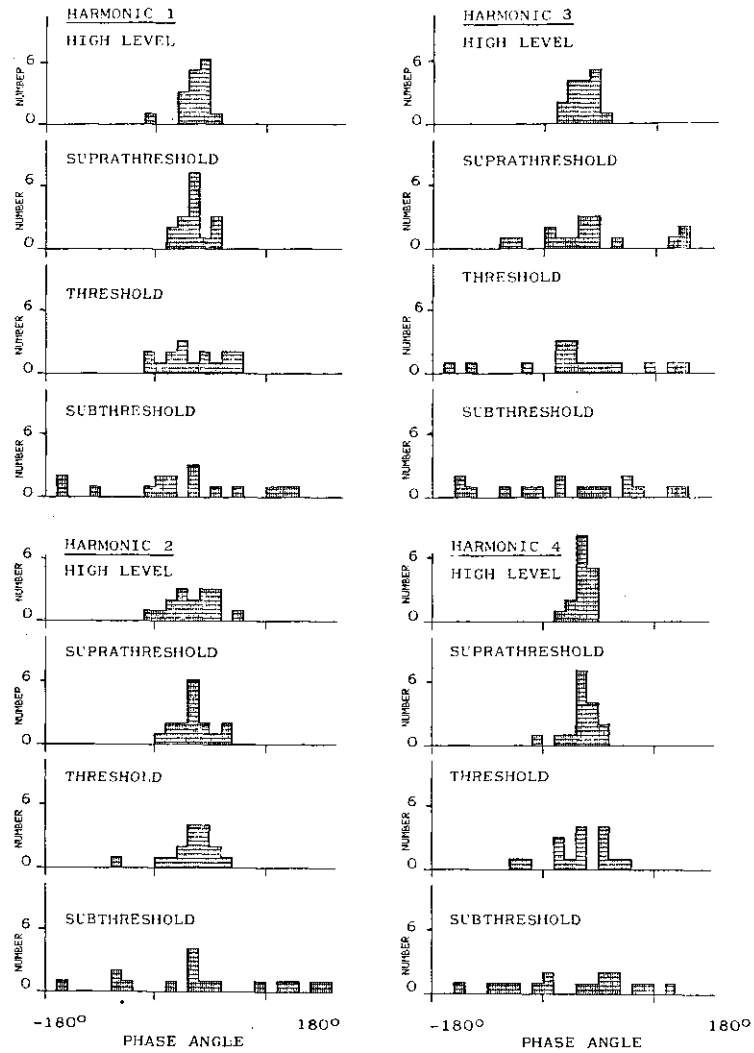 HARMONIC 1
HIGH LEVEL
NUMBER
6
0
SUPRATHRESHOLD
NUMBER
6
0
THRESHOLD
NUMBER
6
0
SUBTHRESHOLD
NUMBER
6
0
HARMONIC 2
HIGH LEVEL
NUMBER
6
0
SUPRATHRESHOLD
NUMBER
6
0
THRESHOLD
NUMBER
6
0
SUBTHRESHOLD
NUMBER
6
0
-180° 180°
PHASE ANGLE
HARMONIC 3
HIGH LEVEL
NUMBER
6
0
SUPRATHRESHOLD
NUMBER
6
0
THRESHOLD
NUMBER
6
0
SUBTHRESHOLD
NUMBER
6
0
HARMONIC 4
HIGH LEVEL
NUMBER
6
0
SUPRATHRESHOLD
NUMBER
6
0
THRESHOLD
NUMBER
6
0
SUBTHRESHOLD
NUMBER
6
0
-180° 180°
PHASE ANGLE